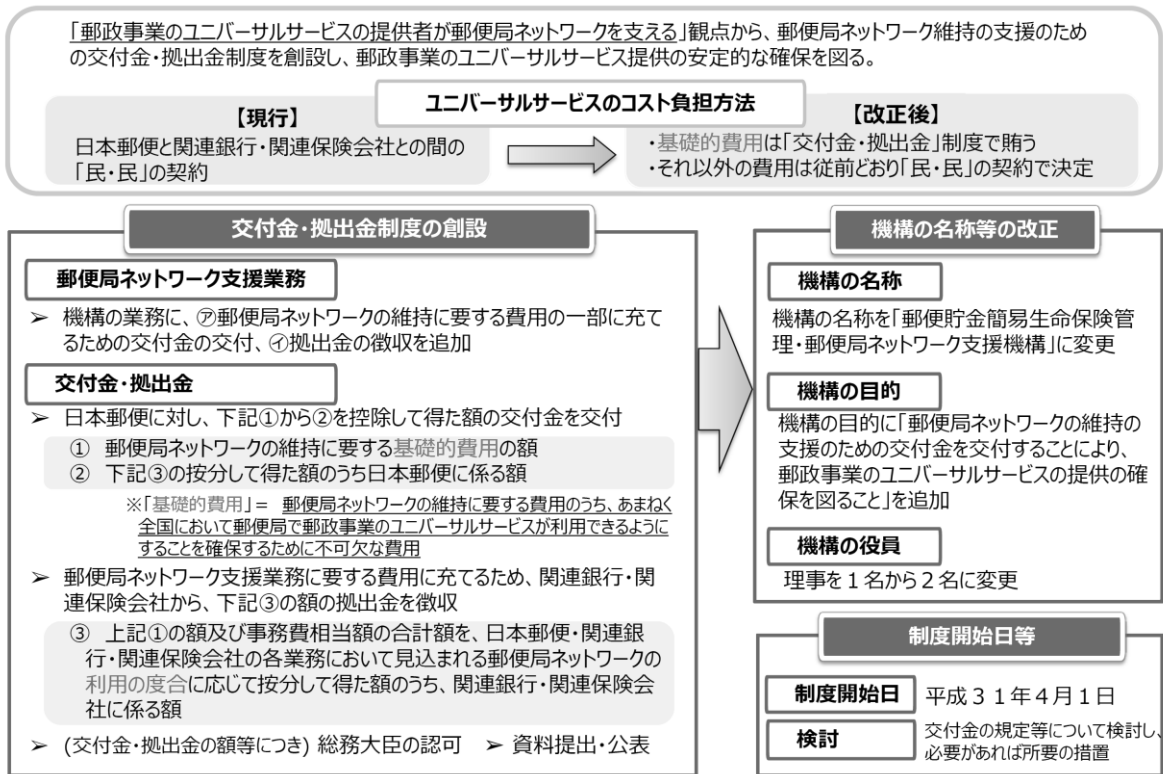 「郵政事業のユニバーサルサービスの提供者が郵便局ネットワークを支える」観点から、郵便局ネットワーク維持の支援のため
の交付金・拠出金制度を創設し、郵政事業のユニバーサルサービス提供の安定的な確保を図る。
ユニバーサルサービスのコスト負担方法
【現行】
日本郵便と関連銀行・関連保険会社との間の
「民・民」の契約
【改正後】
・基礎的費用は「交付金・拠出金」制度で賄う
・それ以外の費用は従前どおり「民・民」の契約で決定
交付金・拠出金制度の創設
郵便局ネットワーク支援業務
➢ 機構の業務に、㋐郵便局ネットワークの維持に要する費用の一部に充て
るための交付金の交付、㋑拠出金の徴収を追加
交付金・拠出金
➢ 日本郵便に対し、下記①から②を控除して得た額の交付金を交付
① 郵便局ネットワークの維持に要する基礎的費用の額
② 下記③の按分して得た額のうち日本郵便に係る額
※「基礎的費用」= 郵便局ネットワークの維持に要する費用のうち、あまねく
全国において郵便局で郵政事業のユニバーサルサービスが利用できるように
することを確保するために不可欠な費用
➢ 郵便局ネットワーク支援業務に要する費用に充てるため、関連銀行・関
連保険会社から、下記③の額の拠出金を徴収
③ 上記①の額及び事務費相当額の合計額を、日本郵便・関連銀
行・関連保険会社の各業務において見込まれる郵便局ネットワークの
利用の度合に応じて按分して得た額のうち、関連銀行・関連保険会
社に係る額
➢ (交付金・拠出金の額等につき) 総務大臣の認可 ➢ 資料提出・公表
機構の名称等の改正
機構の名称
機構の名称を「郵便貯金簡易生命保険管
理・郵便局ネットワーク支援機構」に変更
機構の目的
機構の目的に「郵便局ネットワークの維持の
支援のための交付金を交付することにより、
郵政事業のユニバーサルサービスの提供の確
保を図ること」を追加
機構の役員
理事を1名から2名に変更
制度開始日等
制度開始日 平成31年4月1日
検討 交付金の規定等について検討し、
必要があれば所要の措置